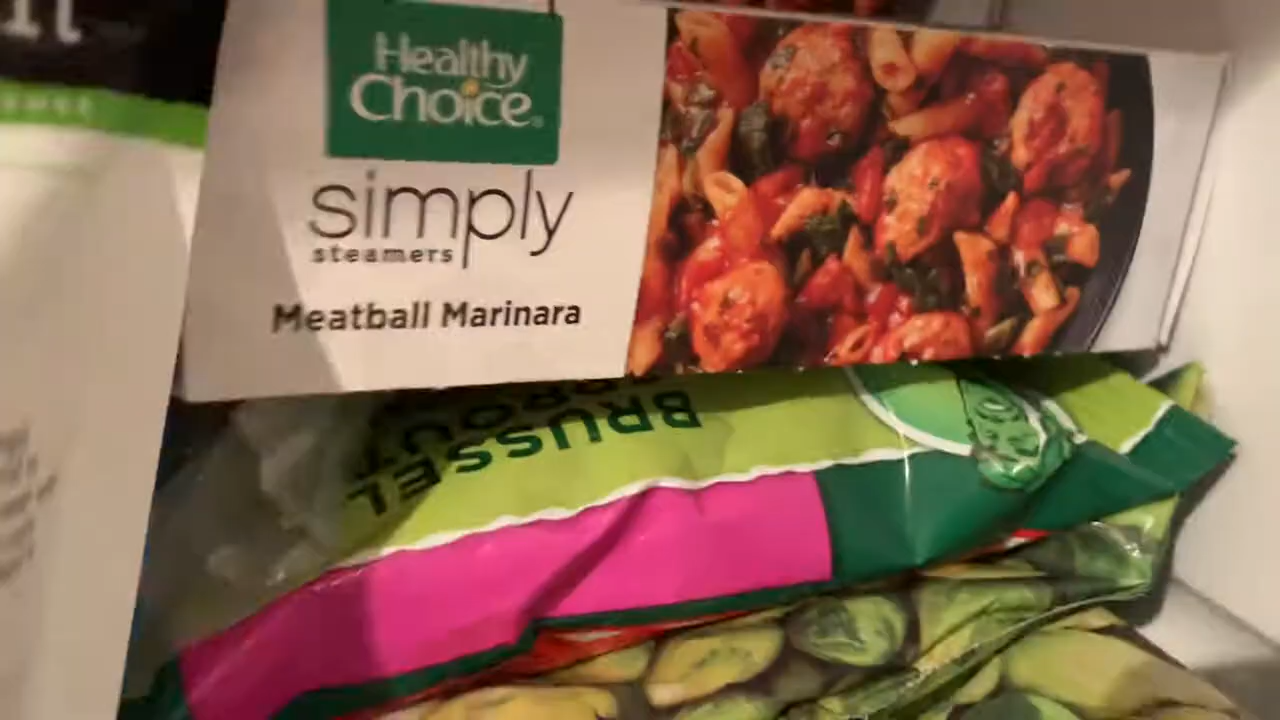 Healthy
Choice®
simply
steamers
Meatball Marinara
BRUSSEL